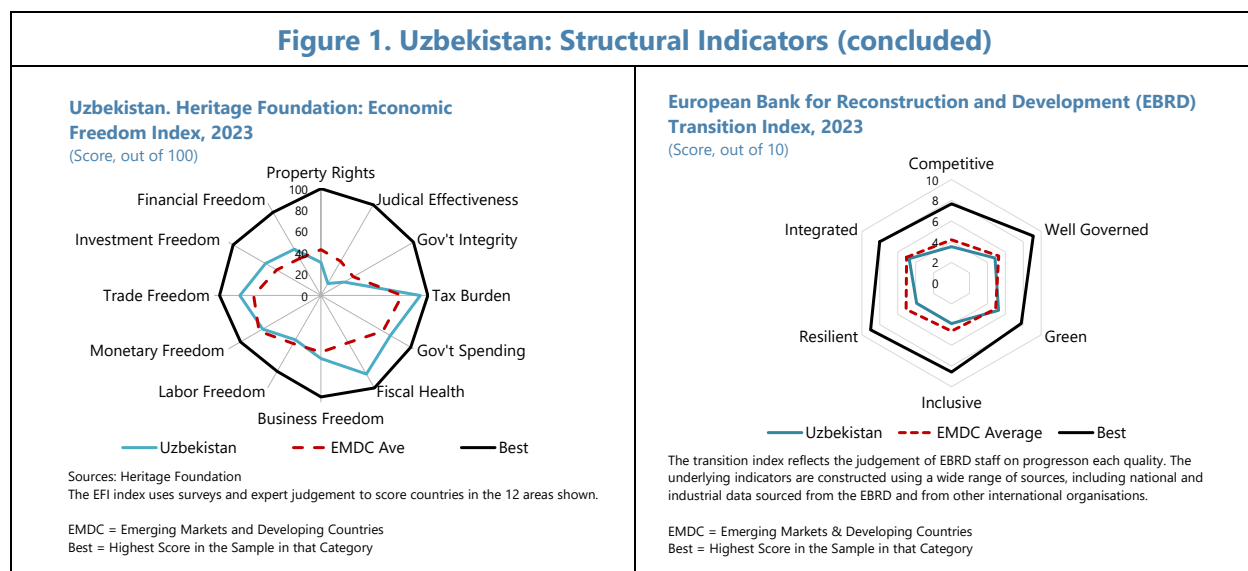 Figure 1. Uzbekistan: Structural Indicators (concluded)
Uzbekistan. Heritage Foundation: Economic
Freedom Index, 2023
(Score, out of 100)
Property Rights
Judical Effectiveness
Gov't Integrity
Tax Burden
Gov't Spending
Fiscal Health
Business Freedom
Labor Freedom
Monetary Freedom
Trade Freedom
Investment Freedom
Financial Freedom
100
80
60
40
20
0
Uzbekistan
EMDC Ave
Best
Sources: Heritage Foundation
The EFI index uses surveys and expert judgement to score countries in the 12 areas shown.
EMDC = Emerging Markets and Developing Countries
Best = Highest Score in the Sample in that Category
European Bank for Reconstruction and Development (EBRD)
Transition Index, 2023
(Score, out of 10)
Competitive
Well Governed
Green
Inclusive
Resilient
Integrated
10
8
6
4
2
0
Uzbekistan
EMDC Average
Best
The transition index reflects the judgement of EBRD staff on progresson each quality. The
underlying indicators are constructed using a wide range of sources, including national and
industrial data sourced from the EBRD and from other international organisations.
EMDC = Emerging Markets & Developing Countries
Best = Highest Score in the Sample in that Category